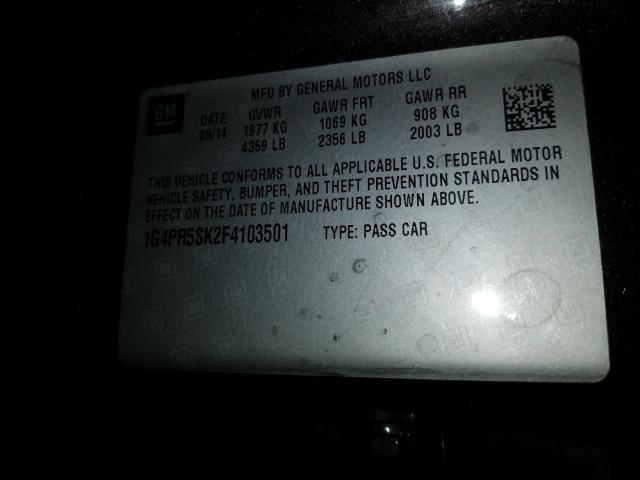 MFD BY GENERAL MOTORS LLC
GM
DATE GVWR GAWR FRT GAWR RR
08/14 1977 KG 1069 KG 908 KG
4359 LB 2356 LB 2003 LB
THIS VEHICLE CONFORMS TO ALL APPLICABLE U.S. FEDERAL MOTOR
VEHICLE SAFETY, BUMPER, AND THEFT PREVENTION STANDARDS IN
EFFECT ON THE DATE OF MANUFACTURE SHOWN ABOVE.
1G4PR5SK2F4103501 TYPE: PASS CAR